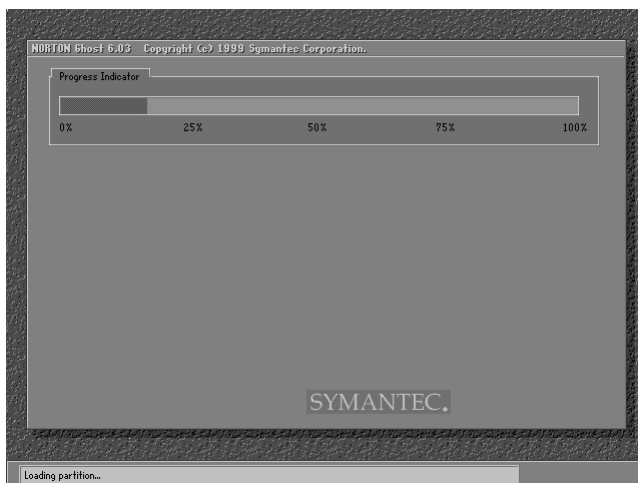 NORTON Ghost 6.03 Copyright (c) 1999 Symantec Corporation.
Progress Indicator
0% 25% 50% 75% 100%
SYMANTEC.
Loading partition...